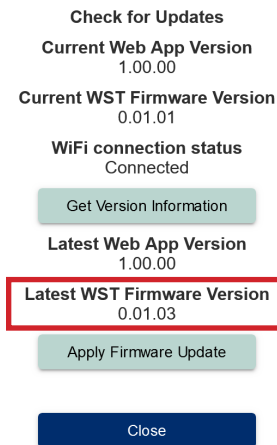 Check for Updates
Current Web App Version
1.00.00
Current WST Firmware Version
0.01.01
WiFi connection status
Connected
Get Version Information
Latest Web App Version
1.00.00
Latest WST Firmware Version
0.01.03
Apply Firmware Update
Close